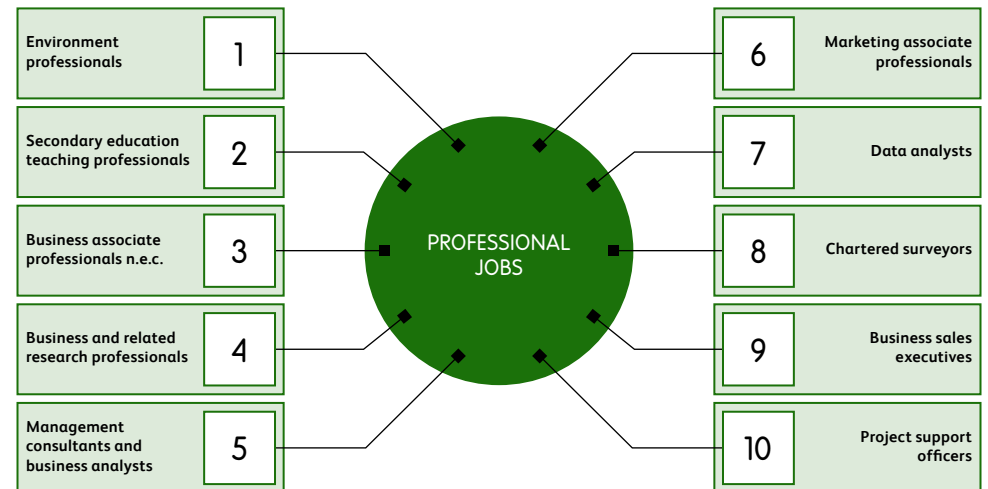 Environment
professionals
1
Secondary education
teaching professionals
2
Business associate
professionals n.e.c.
3
Business and related
research professionals
4
Management
consultants and
business analysts
5
PROFESSIONAL
JOBS
6
Marketing associate
professionals
7
Data analysts
8
Chartered surveyors
9
Business sales
executives
10
Project support
officers